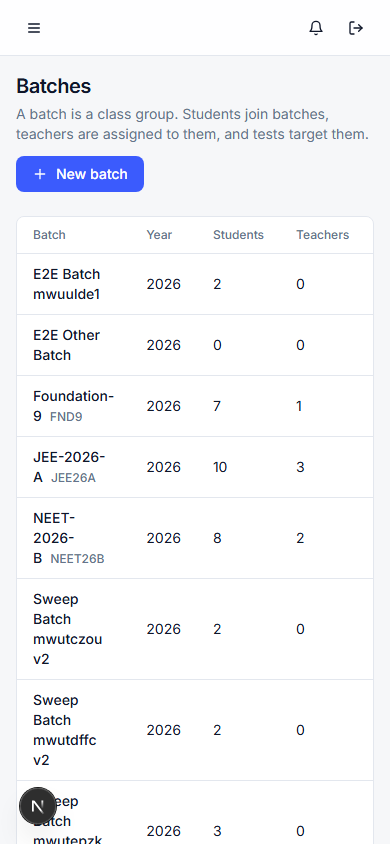 Batches
A batch is a class group. Students join batches,
teachers are assigned to them, and tests target them.
+ New batch
Batch Year Students Teachers
E2E Batch
mwuulde1 2026 2 0
E2E Other
Batch 2026 0 0
Foundation-
9 FND9 2026 7 1
JEE-2026-
A JEE26A 2026 10 3
NEET-
2026-
B NEET26B 2026 8 2
Sweep
Batch
mwutczou
v2 2026 2 0
Sweep
Batch
mwutdffc
v2 2026 2 0
N
mwutepzk 2026 3 0